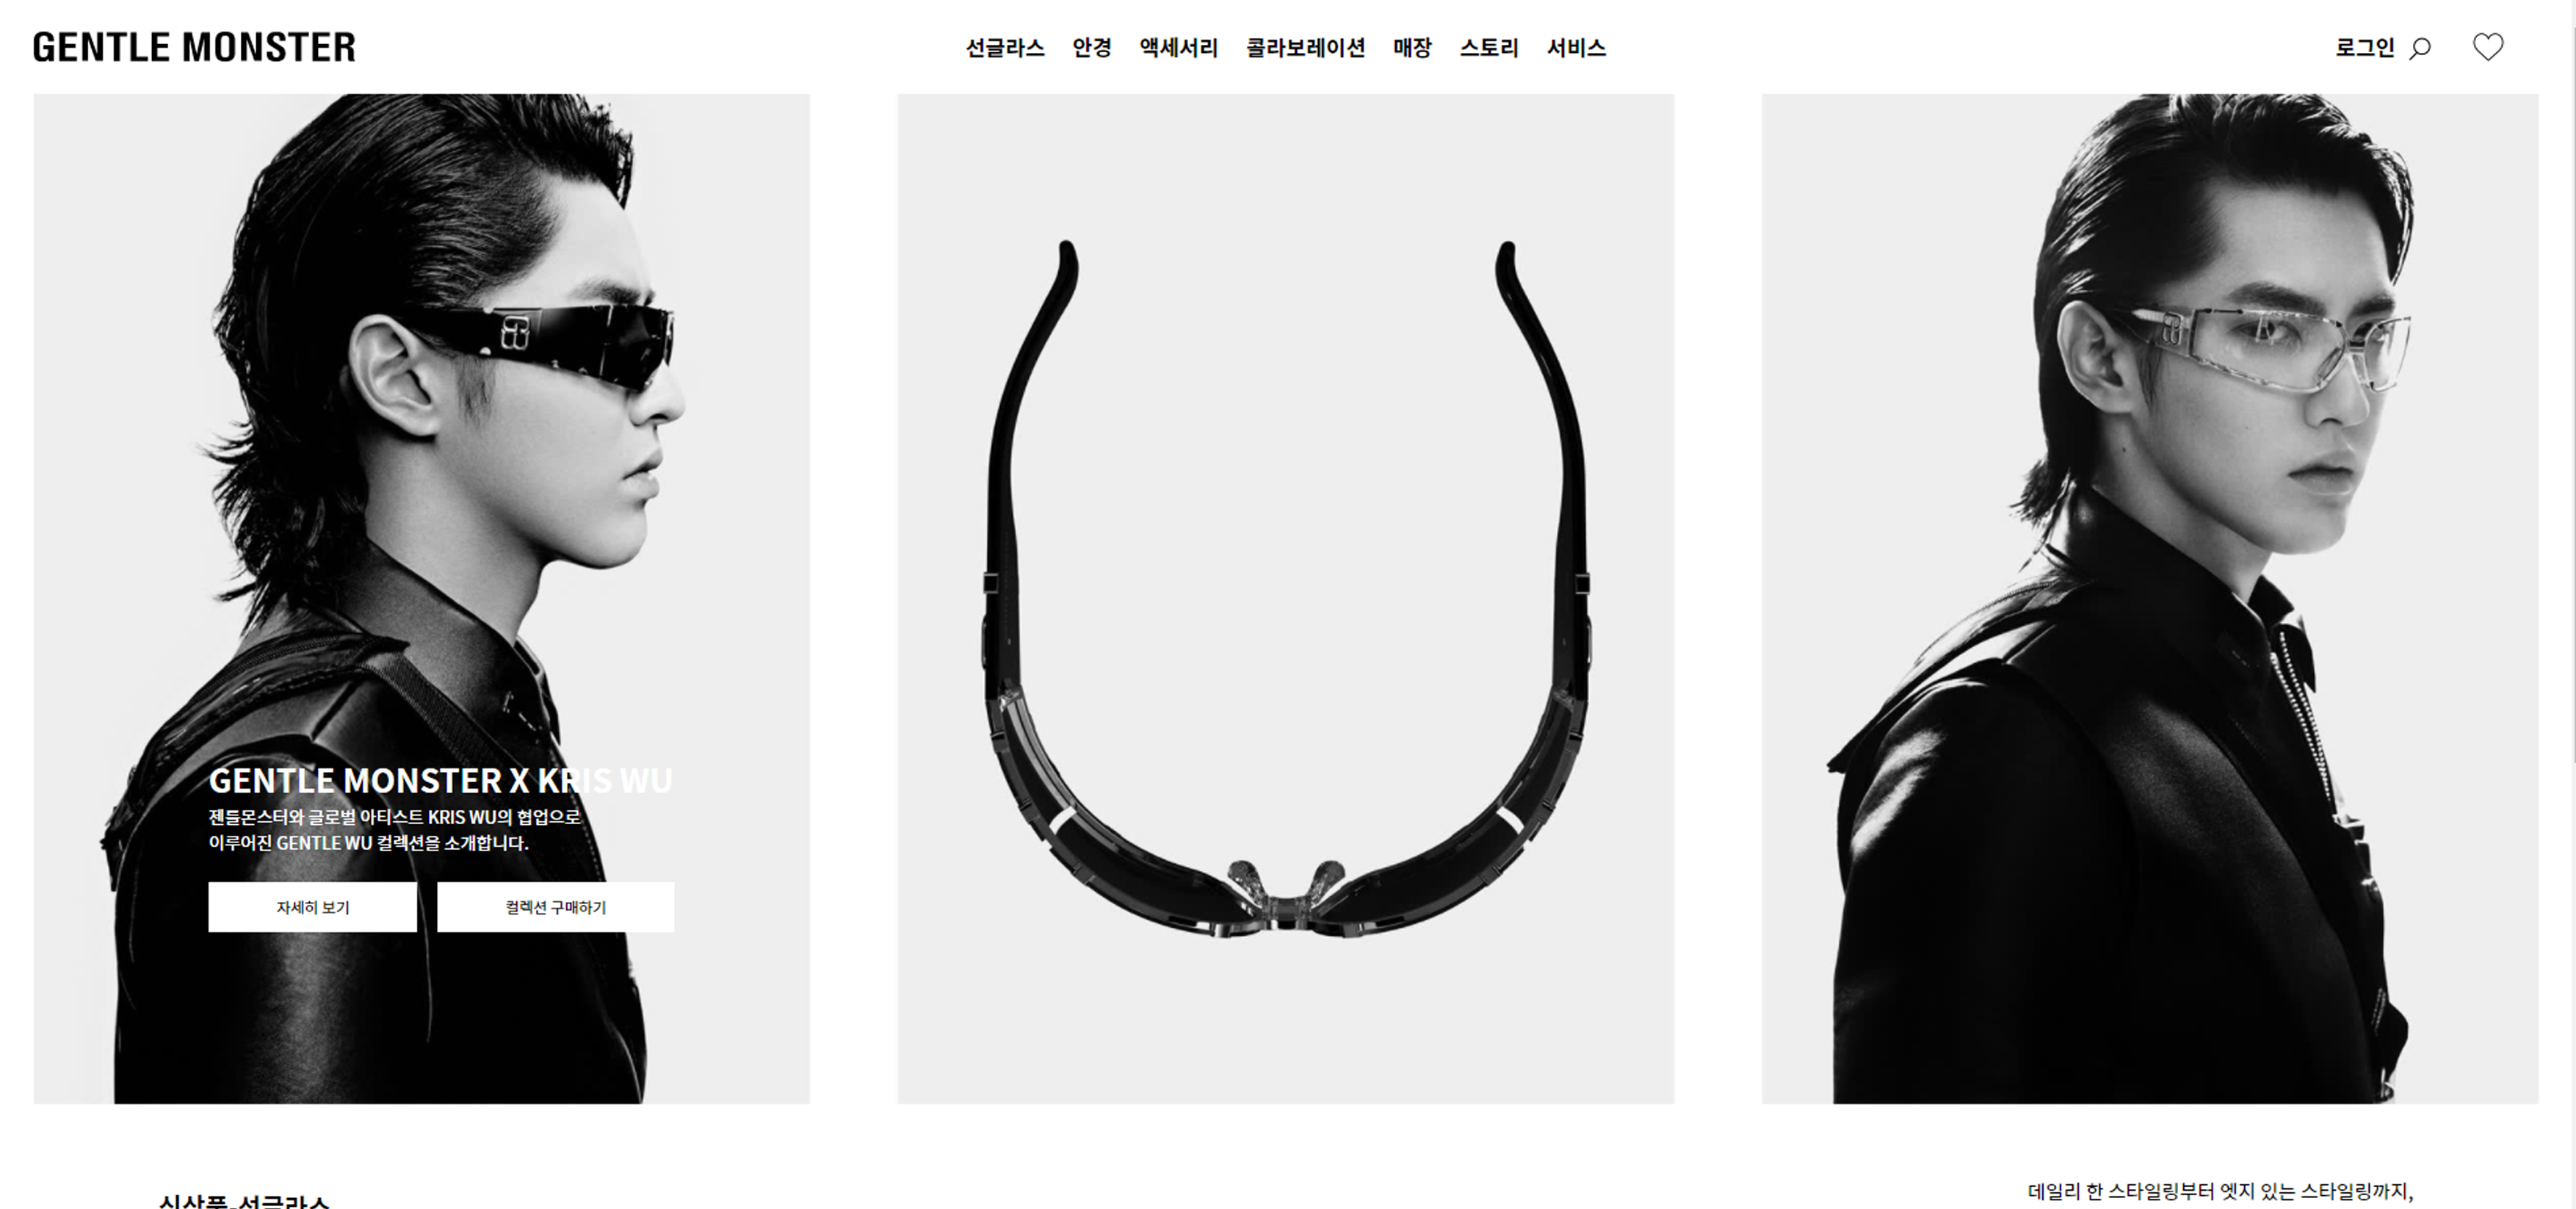 GENTLE MONSTER
선글라스 안경 액세서리 콜라보레이션 매장 스토리 서비스
로그인
GENTLE MONSTER X KRIS WU
젠틀몬스터와 글로벌 아티스트 KRIS WU의 협업으로
이루어진 GENTLE WU 컬렉션을 소개합니다.
자세히 보기
컬렉션 구매하기
신상품-선글라스
데일리 한 스타일링부터 엣지 있는 스타일링까지,